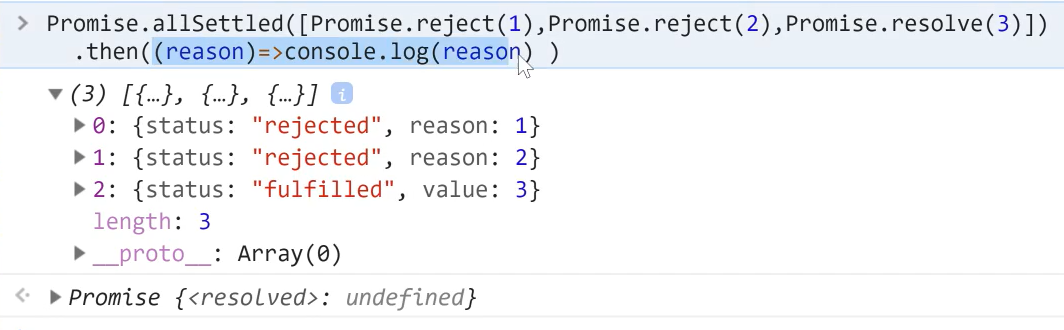 > Promise.allSettled([Promise.reject(1),Promise.reject(2),Promise.resolve(3)])
.then((reason)=>console.log(reason) )
▼ (3) [{…}, {…}, {…}] i
▶ 0: {status: "rejected", reason: 1}
▶ 1: {status: "rejected", reason: 2}
▶ 2: {status: "fulfilled", value: 3}
length: 3
▶ __proto__: Array(0)
▶ Promise {<resolved>: undefined}